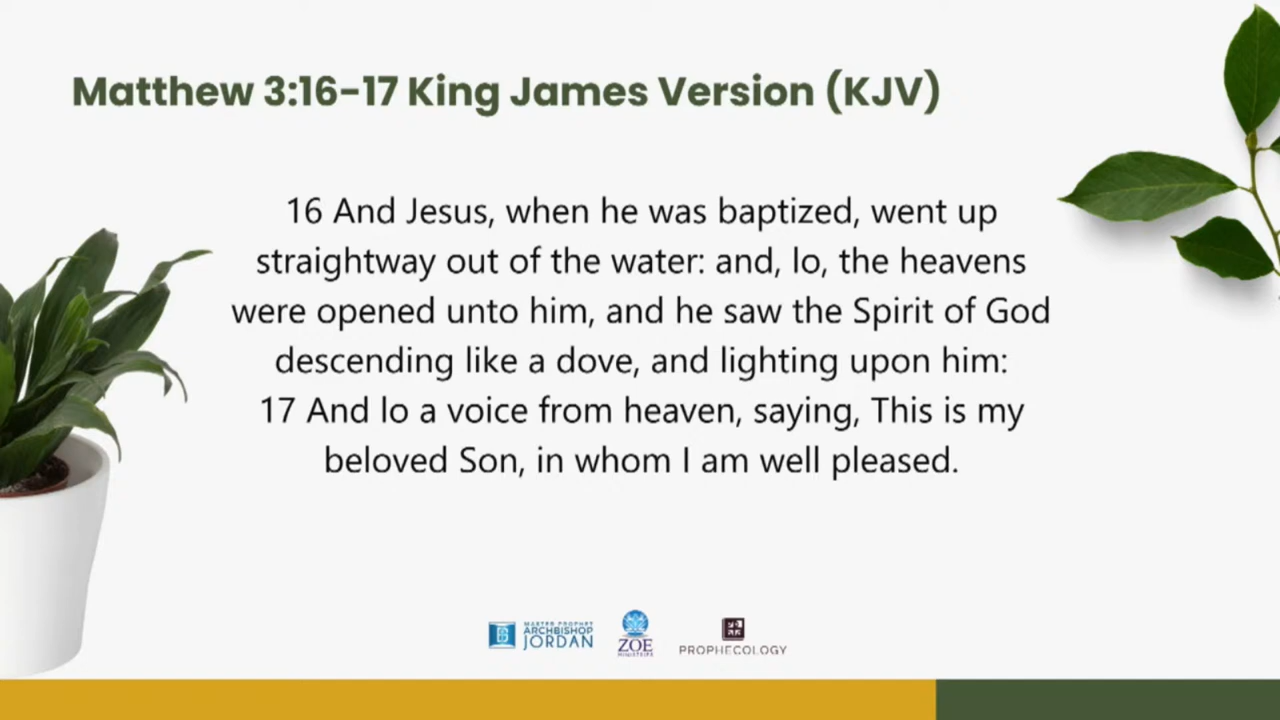 Matthew 3:16-17 King James Version (KJV)
16 And Jesus, when he was baptized, went up
straightway out of the water: and, lo, the heavens
were opened unto him, and he saw the Spirit of God
descending like a dove, and lighting upon him:
17 And lo a voice from heaven, saying, This is my
beloved Son, in whom I am well pleased.
MASTER PROPHET
ARCHBISHOP
JORDAN
ZOE
MINISTRIES
PROPHECOLOGY